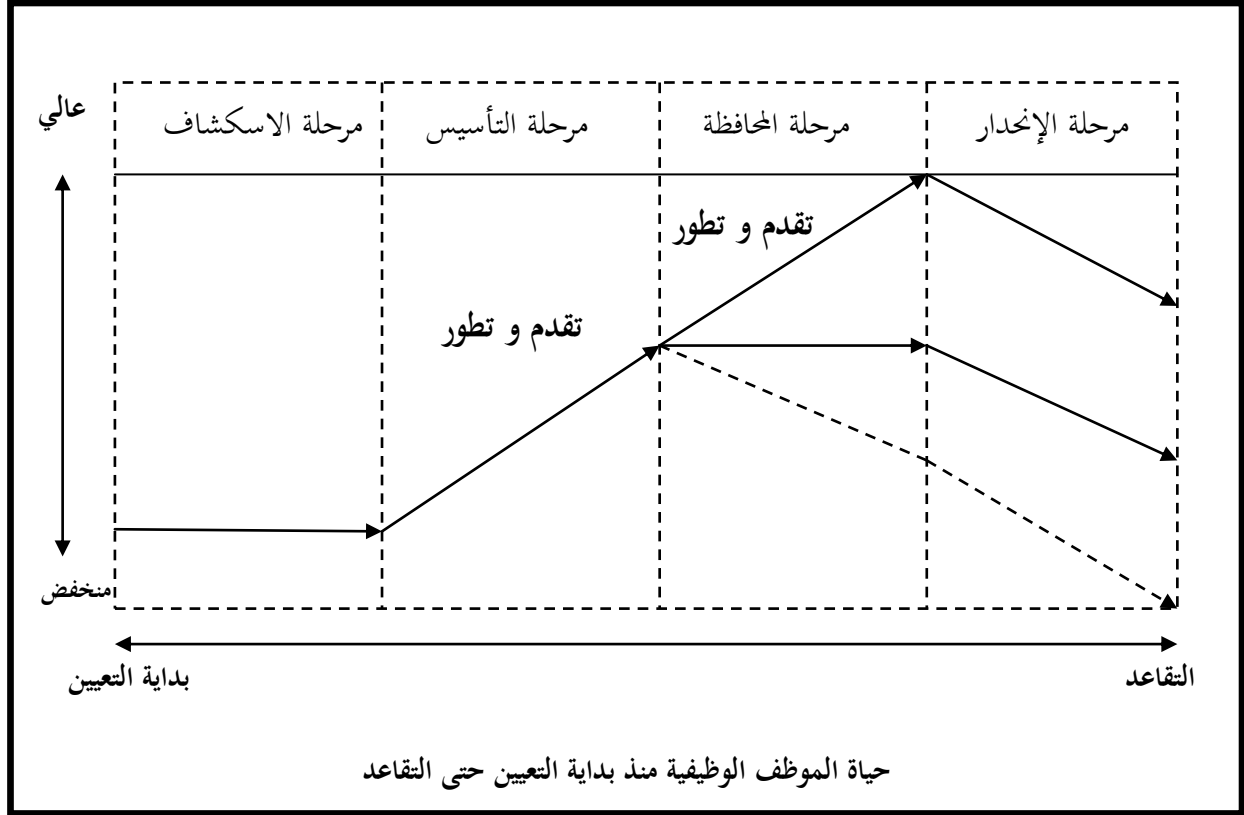 عالي
مرحلة الاسكشاف
مرحلة التأسيس
مرحلة المحافظة
مرحلة الإنحدار
تقدم و تطور
تقدم و تطور
منخفض
بداية التعيين
التقاعد
حياة الموظف الوظيفية منذ بداية التعيين حتى التقاعد